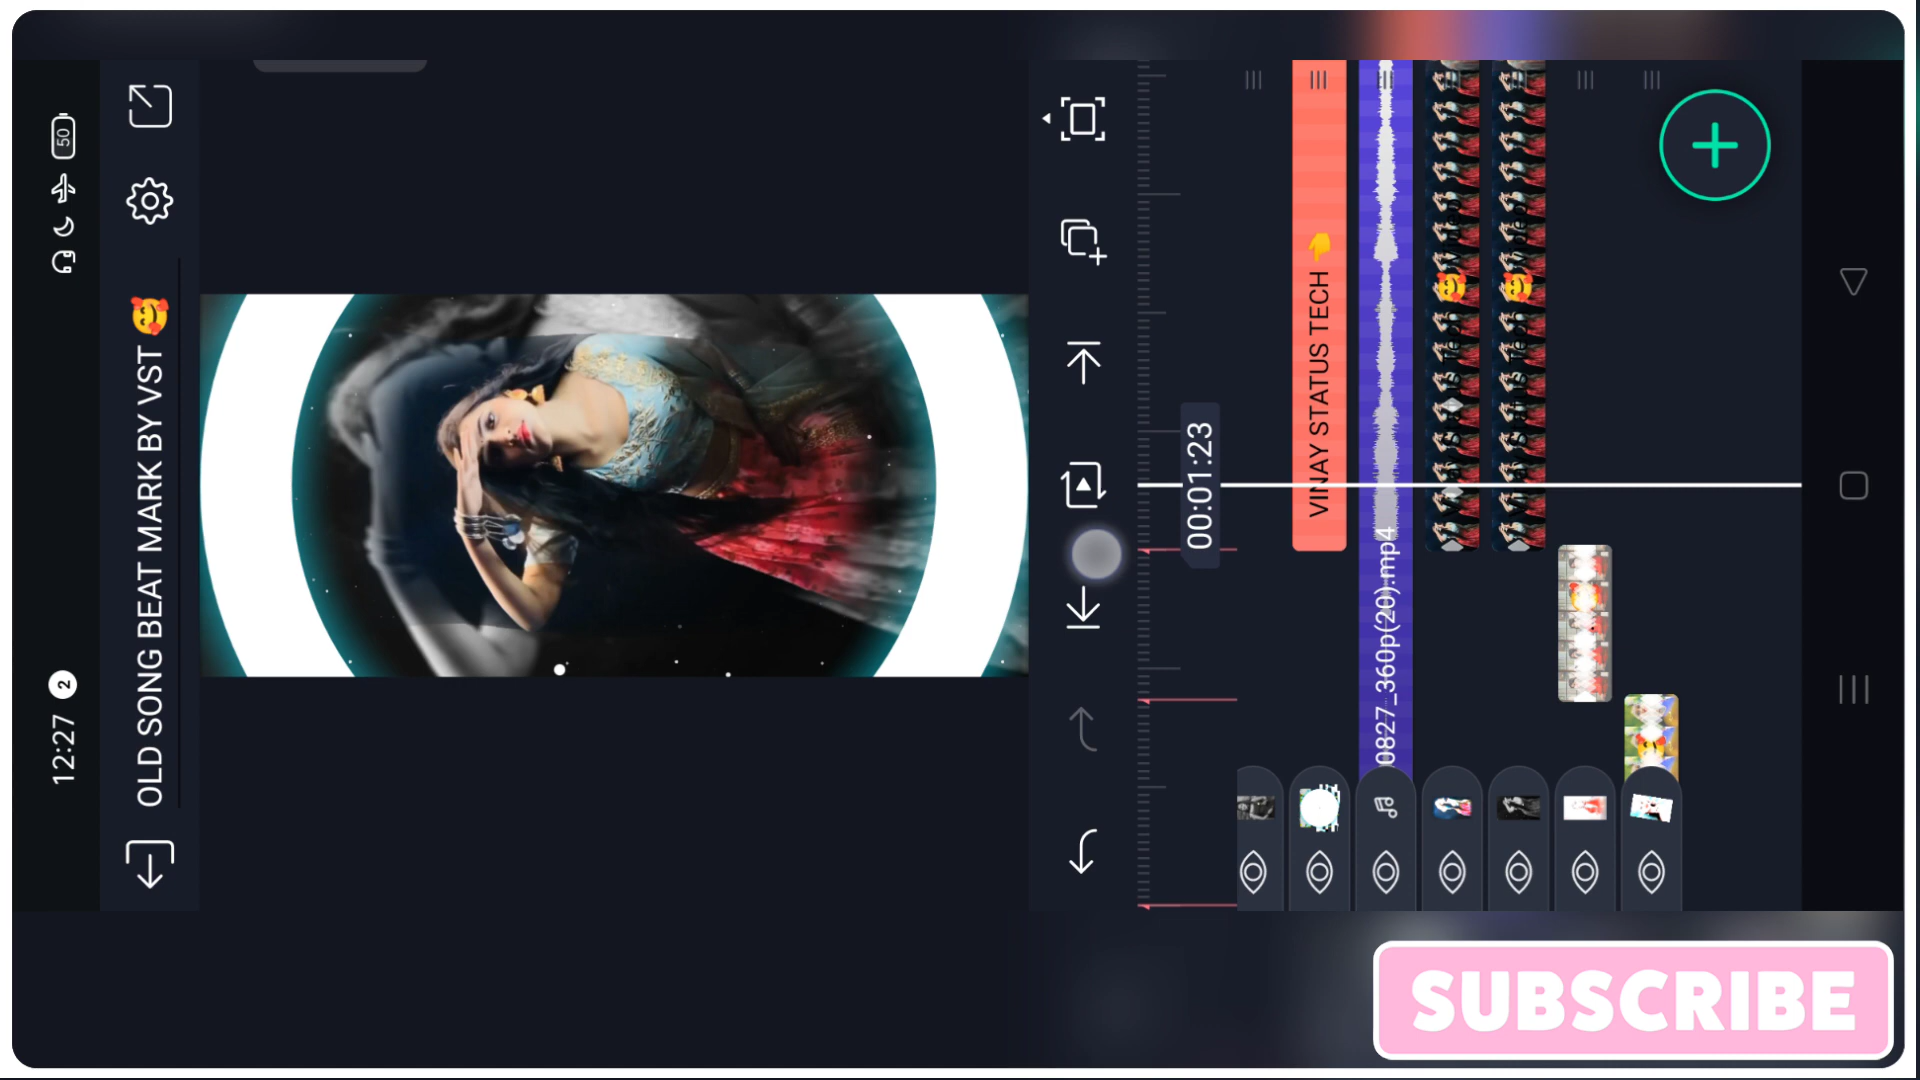 12:27 2 50
OLD SONG BEAT MARK BY VST 🥰
00:01:23
VINAY STATUS TECH 👈
0827_360p(20).mp4
SUBSCRIBE